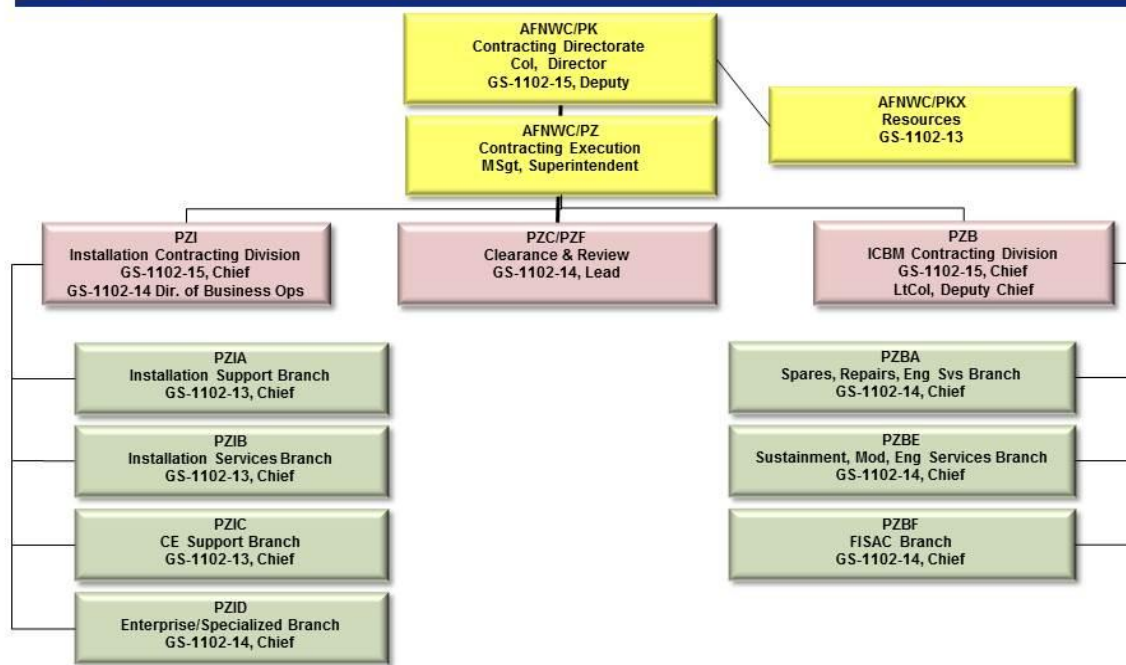 AFNWC/PK
Contracting Directorate
Col, Director
GS-1102-15, Deputy
AFNWC/PKX
Resources
GS-1102-13
AFNWC/PZ
Contracting Execution
MSgt, Superintendent
PZI
Installation Contracting Division
GS-1102-15, Chief
GS-1102-14 Dir. of Business Ops
PZC/PZF
Clearance & Review
GS-1102-14, Lead
PZB
ICBM Contracting Division
GS-1102-15, Chief
LtCol, Deputy Chief
PZIA
Installation Support Branch
GS-1102-13, Chief
PZIB
Installation Services Branch
GS-1102-13, Chief
PZIC
CE Support Branch
GS-1102-13, Chief
PZID
Enterprise/Specialized Branch
GS-1102-14, Chief
PZBA
Spares, Repairs, Eng Svs Branch
GS-1102-14, Chief
PZBE
Sustainment, Mod, Eng Services Branch
GS-1102-14, Chief
PZBF
FISAC Branch
GS-1102-14, Chief